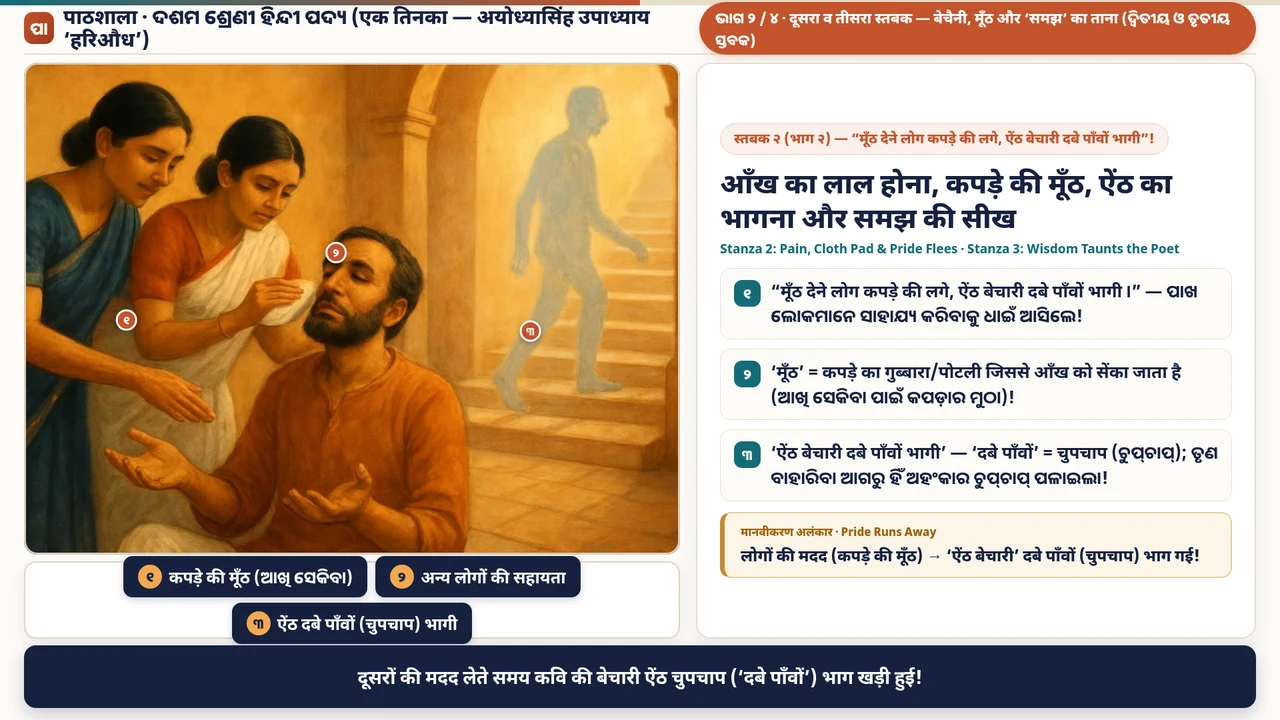 ପା
पाठशाला · ଦଶମ ଶ୍ରେଣୀ ହିନ୍ଦୀ ପଦ୍ୟ (एक तिनका — अयोध्यासिंह उपाध्याय
‘हरिऔध’)
ଭାଗ ୨ / ୪ · दूसरा व तीसरा स्तबक — बेचैनी, मूँठ और ‘समझ’ का ताना (ଦ୍ୱିତୀୟ ଓ ତୃତୀୟ
ସ୍ତବକ)
୨
୧
୩
१ कपड़े की मूँठ (ଆଖି ସେକିବା)
୨ अन्य लोगों की सहायता
୩ ऐंठ दबे पाँवों (चुपचाप) भागी
स्तबक २ (भाग २) — “मूँठ देने लोग कपड़े की लगे, ऐंठ बेचारी दबे पाँवों भागी”!
आँख का लाल होना, कपड़े की मूँठ, ऐंठ का
भागना और समझ की सीख
Stanza 2: Pain, Cloth Pad & Pride Flees · Stanza 3: Wisdom Taunts the Poet
୧ “मूँठ देने लोग कपड़े की लगे, ऐंठ बेचारी दबे पाँवों भागी।” — ପାଖ
ଲୋକମାନେ ସାହାଯ୍ୟ କରିବାକୁ ଧାଇଁ ଆସିଲେ!
୨ ‘मूँठ’ = कपड़े का गुब्बारा/पोटली जिससे आँख को सेंका जाता है
(ଆଖି ସେକିବା ପାଇଁ କପଡ଼ାର ମୁଠା)!
୩ ‘ऐंठ बेचारी दबे पाँवों भागी’ — ‘दबे पाँवों’ = चुपचाप (ଚୁପ୍‌ଚାପ୍); ତୃଣ
ବାହାରିବା ଆଗରୁ ହିଁ ଅହଂକାର ଚୁପ୍‌ଚାପ୍ ପଳାଇଲା!
मानवीकरण अलंकार · Pride Runs Away
लोगों की मदद (कपड़े की मूँठ) → ‘ऐंठ बेचारी’ दबे पाँवों (चुपचाप) भाग गई!
दूसरों की मदद लेते समय कवि की बेचारी ऐंठ चुपचाप (‘दबे पाँवों’) भाग खड़ी हुई!